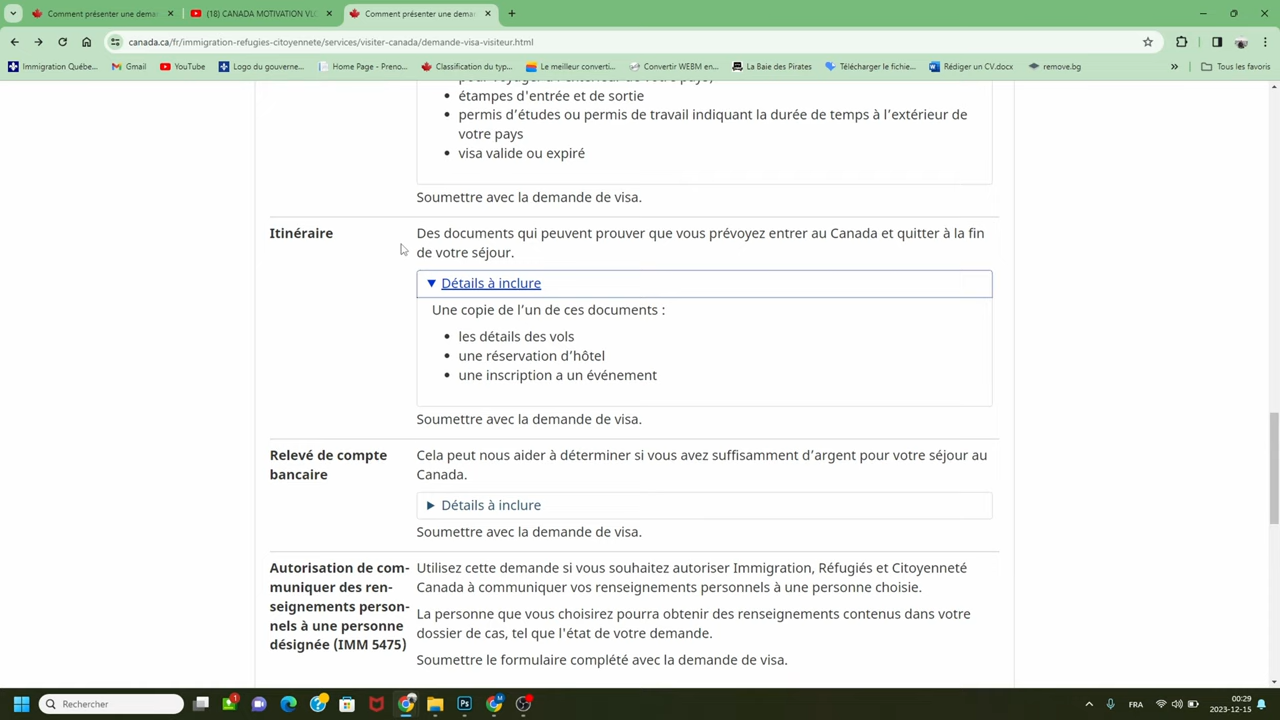 Comment présenter une dema
(18) CANADA MOTIVATION VL
Comment présenter une dema
canada.ca/fr/immigration-refugies-citoyennete/services/visiter-canada/demande-visa-visiteur.html
Immigration Québe...
Gmail
YouTube
Logo du gouverne...
Home Page - Preno...
Classification du typ...
Le meilleur converti...
Convertir WEBM en...
La Baie des Pirates
Télécharger le fichie...
Rédiger un CV.docx
remove.bg
»
Tous les favoris
pour voyager à l'extérieur de votre pays,
• étampes d'entrée et de sortie
• permis d'études ou permis de travail indiquant la durée de temps à l'extérieur de
votre pays
• visa valide ou expiré
Soumettre avec la demande de visa.
Itinéraire
Des documents qui peuvent prouver que vous prévoyez entrer au Canada et quitter à la fin
de votre séjour.
▼ Détails à inclure
Une copie de l'un de ces documents :
• les détails des vols
• une réservation d'hôtel
• une inscription a un événement
Soumettre avec la demande de visa.
Relevé de compte
bancaire
Cela peut nous aider à déterminer si vous avez suffisamment d'argent pour votre séjour au
Canada.
► Détails à inclure
Soumettre avec la demande de visa.
Autorisation de com-
muniquer des ren-
seignements person-
nels à une personne
désignée (IMM 5475)
Utilisez cette demande si vous souhaitez autoriser Immigration, Réfugiés et Citoyenneté
Canada à communiquer vos renseignements personnels à une personne choisie.
La personne que vous choisirez pourra obtenir des renseignements contenus dans votre
dossier de cas, tel que l'état de votre demande.
Soumettre le formulaire complété avec la demande de visa.
Rechercher
FRA
00:29
2023-12-15